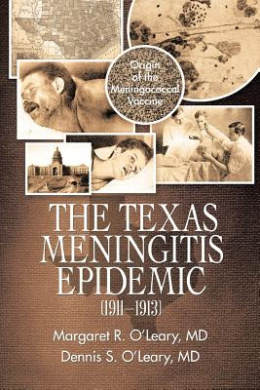 Origin
of the
Meningococcal
Vaccine
THE TEXAS
MENINGITIS
EPIDEMIC
(1911–1913)
Margaret R. O'Leary, MD
Dennis S. O'Leary, MD